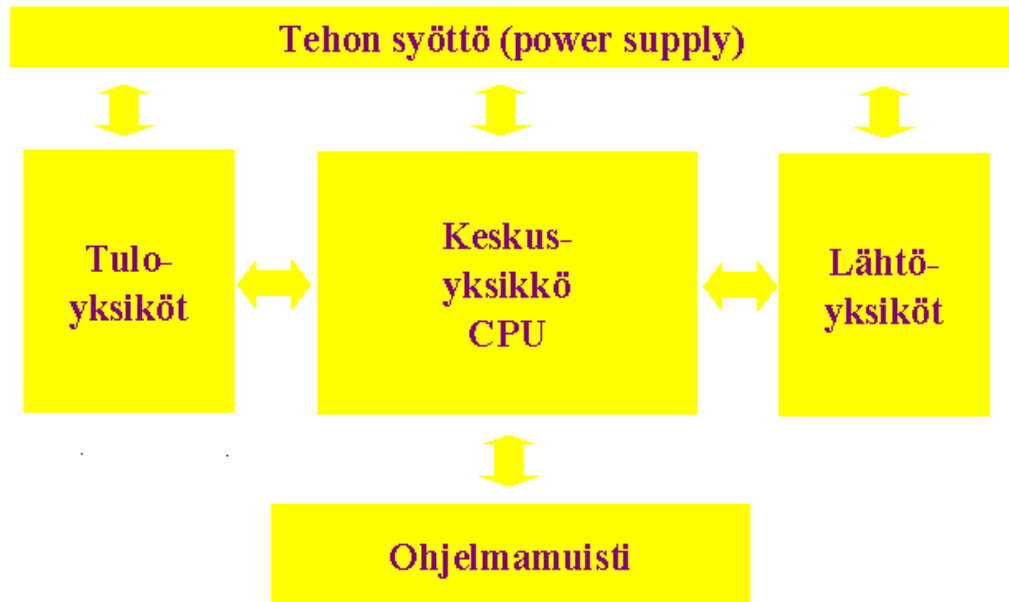 Tehon syöttö (power supply)
Tulo-
yksiköt
Keskus-
yksikkö
CPU
Lähtö-
yksiköt
Ohjelmamuisti